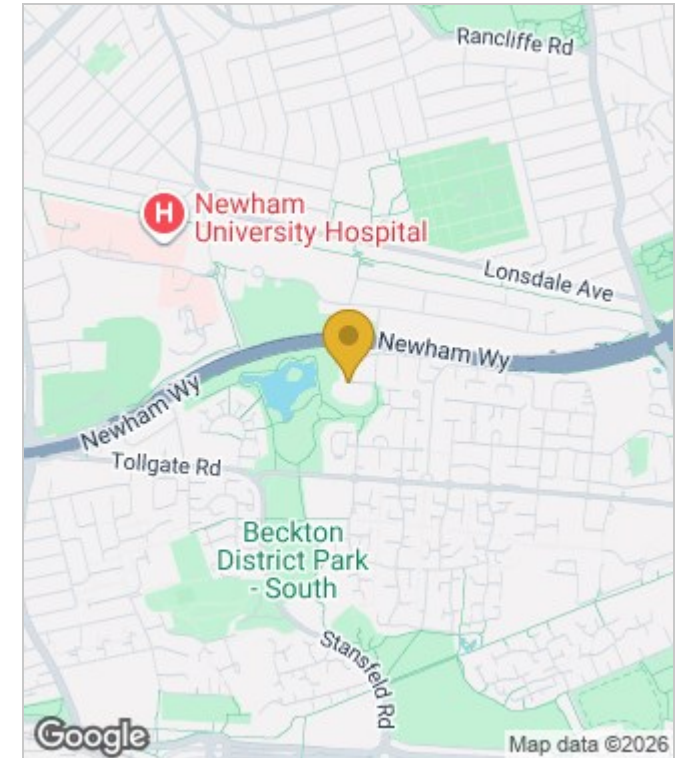 Rancliffe Rd
H
Newham
University Hospital
Lonsdale Ave
Newham Wy
Newham Wy
Tollgate Rd
Beckton
District Park
- South
Stansfeld Rd
Google
Map data ©2026